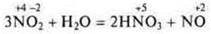 +4 -2 +5 +2
3NO₂ + H₂O = 2HNO₃ + NO